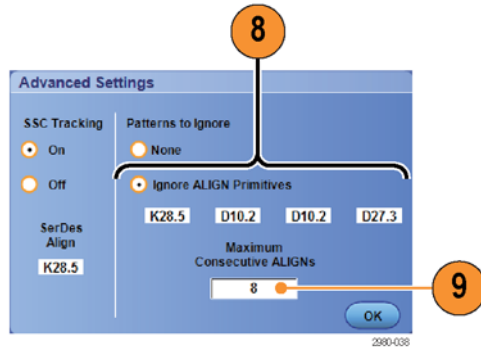 8
Advanced Settings
SSC Tracking
On
Off
SerDes
Align
K28.5
Patterns to Ignore
None
Ignore ALIGN Primitives
K28.5 D10.2 D10.2 D27.3
Maximum
Consecutive ALIGNs
8
9
OK
2980-038